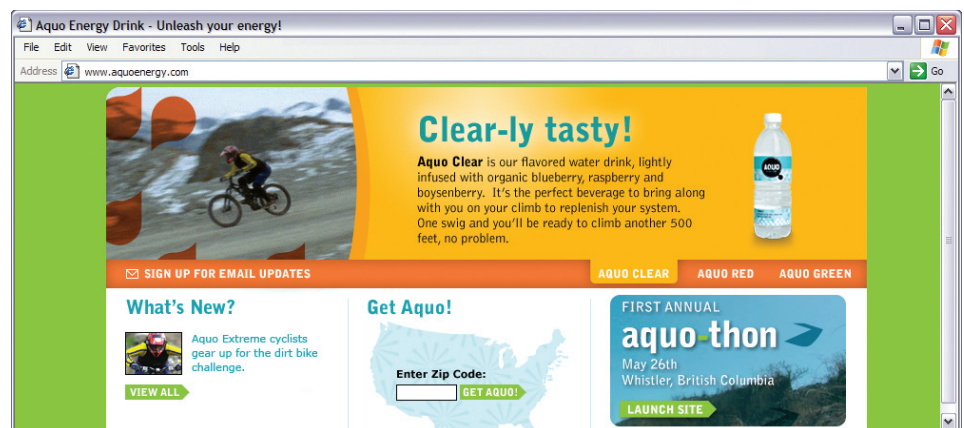 Aquo Energy Drink - Unleash your energy!
File Edit View Favorites Tools Help
Address www.aquoenergy.com Go
Clear-ly tasty!
Aquo Clear is our flavored water drink, lightly
infused with organic blueberry, raspberry and
boysenberry. It's the perfect beverage to bring along
with you on your climb to replenish your system.
One swig and you'll be ready to climb another 500
feet, no problem.
AQUO
SIGN UP FOR EMAIL UPDATES
AQUO CLEAR AQUO RED AQUO GREEN
What's New?
Aquo Extreme cyclists
gear up for the dirt bike
challenge.
VIEW ALL
Get Aquo!
Enter Zip Code:
GET AQUO!
FIRST ANNUAL
aquo-thon
May 26th
Whistler, British Columbia
LAUNCH SITE